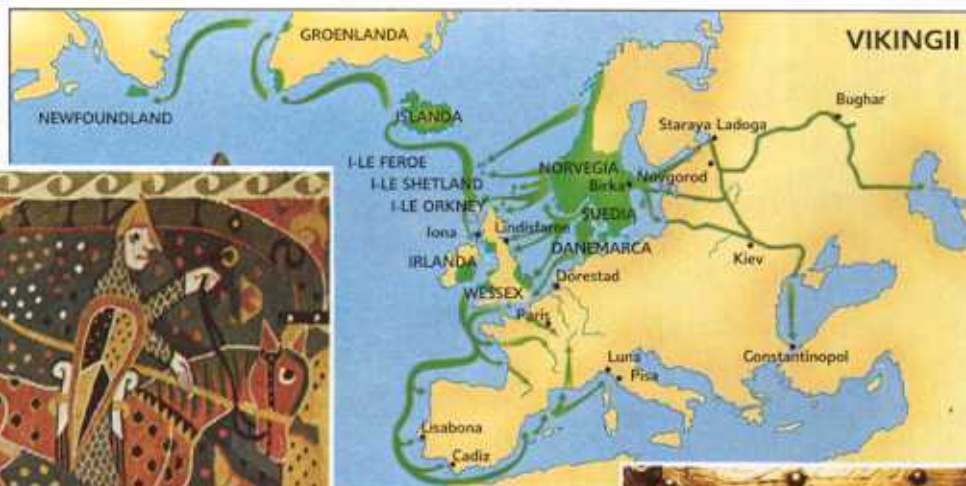 VIKINGII
GROENLANDA
Bughar
NEWFOUNDLAND
ISLANDA
Staraya Ladoga
I-LE FEROE
NORVEGIA
Novgorod
I-LE SHETLAND
Birka
I-LE ORKNEY
SUEDIA
Iona
Lindisfarne
DANEMARCA
Kiev
IRLANDA
Dorestad
WESSEX
Paris
Constantinopol
Luna
Pisa
Lisabona
Cadiz